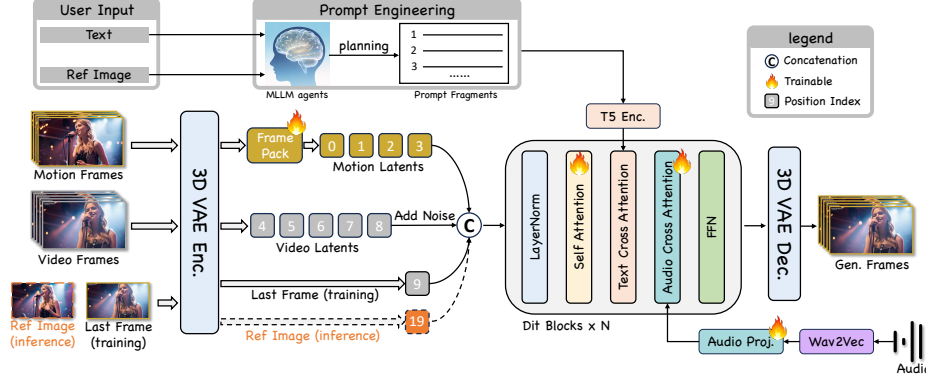 User Input
Text
Ref Image
Prompt Engineering
planning
1
2
3
......
MLLM agents
Prompt Fragments
legend
C Concatenation
Trainable
9 Position Index
T5 Enc.
Motion Frames
Video Frames
Ref Image
(inference)
Last Frame
(training)
3D VAE Enc.
Frame
Pack
0 1 2 3
Motion Latents
4 5 6 7 8
Video Latents
Add Noise
C
Last Frame (training)
9
Ref Image (inference)
19
LayerNorm
Self Attention
Text Cross Attention
Audio Cross Attention
FFN
Dit Blocks x N
3D VAE Dec.
Gen. Frames
Audio Proj.
Wav2Vec
Audio